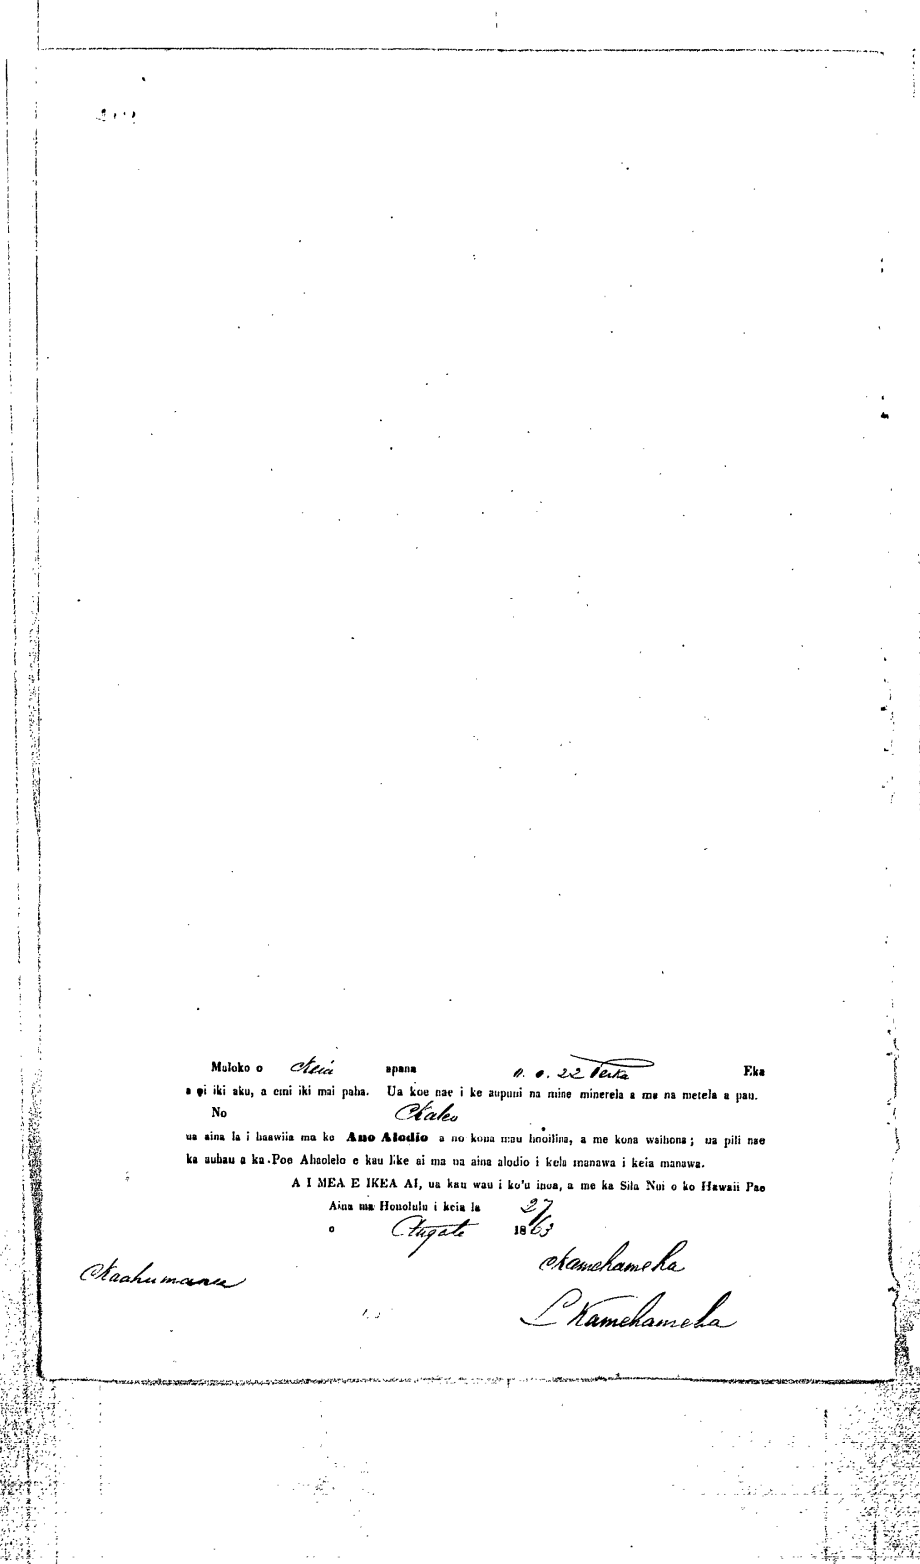 Maloko o Keia apana 0. 0. 22 Perka Eka
a oi iki aku, a emi iki mai paha. Ua koe nae i ke aupuni na mine minerela a me na metela a pau.
No Kaleo
ua aina la i haawiia ma ke Ano Alodio a no kona mau hooilina, a me kona waihona; ua pili nae
ka auhau a ka Poe Ahaolelo e kau like ai ma na aina alodio i kela manawa i keia manawa.
A I MEA E IKEA AI, ua kau wau i ko'u inoa, a me ka Sila Nui o ko Hawaii Pae
Aina ma Honolulu i keia la 27
o Augate 1863
Kamehameha
Kaahumanu
L Kamehameha